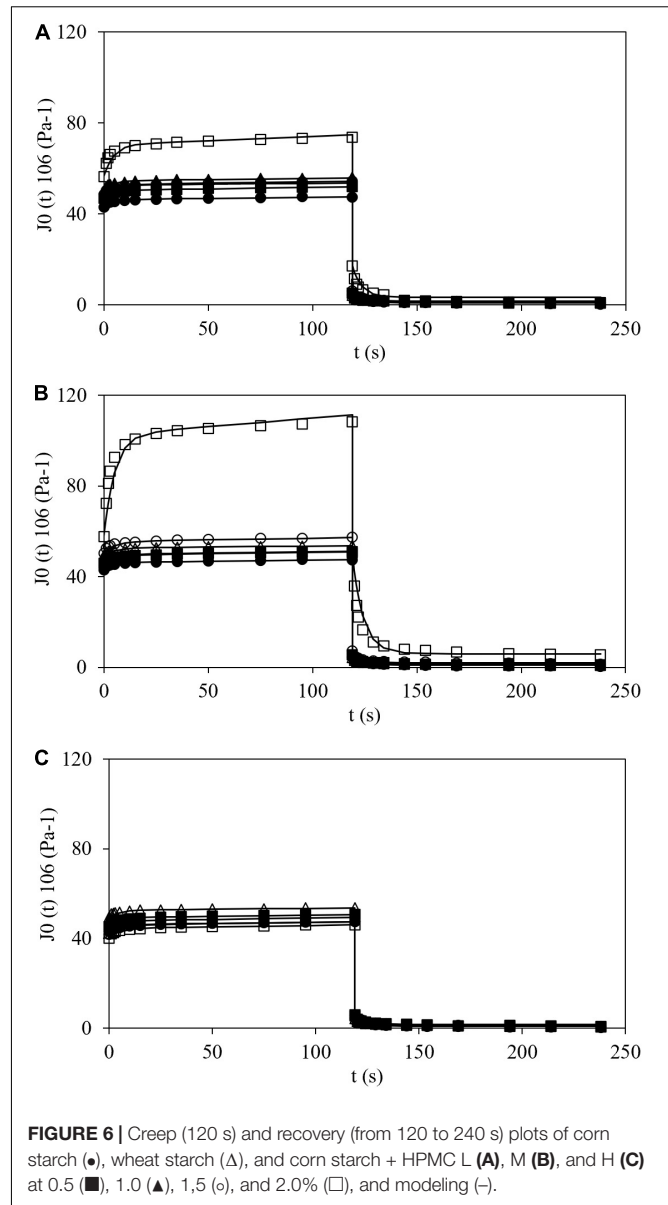 A
120
80
40
0
J0 (t) 106 (Pa-1)
0 50 100 150 200 250
t (s)
B
120
80
40
0
J0 (t) 106 (Pa-1)
0 50 100 150 200 250
t (s)
C
120
80
40
0
J0 (t) 106 (Pa-1)
0 50 100 150 200 250
t (s)
FIGURE 6 | Creep (120 s) and recovery (from 120 to 240 s) plots of corn
starch (●), wheat starch (Δ), and corn starch + HPMC L (A), M (B), and H (C)
at 0.5 (■), 1.0 (▲), 1,5 (○), and 2.0% (□), and modeling (–).